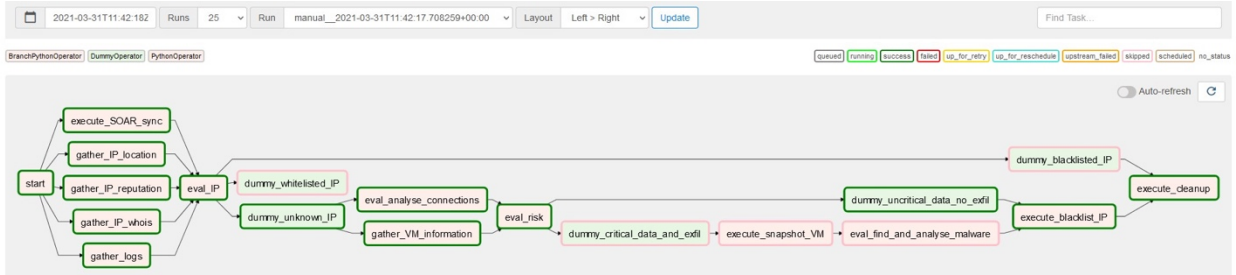 2021-03-31T11:42:18Z Runs 25 Run manual__2021-03-31T11:42:17.708259+00:00 Layout Left > Right Update Find Task...
BranchPythonOperator DummyOperator PythonOperator queued running success failed up_for_retry up_for_reschedule upstream_failed skipped scheduled no_status
Auto-refresh
execute_SOAR_sync
gather_IP_location dummy_blacklisted_IP
start gather_IP_reputation eval_IP dummy_whitelisted_IP execute_cleanup
eval_analyse_connections dummy_uncritical_data_no_exfil
gather_IP_whois dummy_unknown_IP eval_risk execute_blacklist_IP
gather_VM_information dummy_critical_data_and_exfil execute_snapshot_VM eval_find_and_analyse_malware
gather_logs